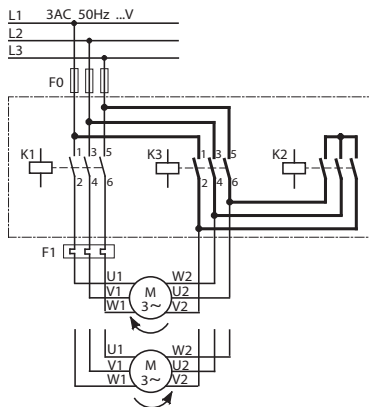 L1 3AC 50Hz ...V
L2
L3
F0
K1 1 3 5 K3 1 3 5 K2
2 4 6 2 4 6
F1
U1 W2
V1 M U2
W1 3~ V2
U1 W2
V1 M U2
W1 3~ V2